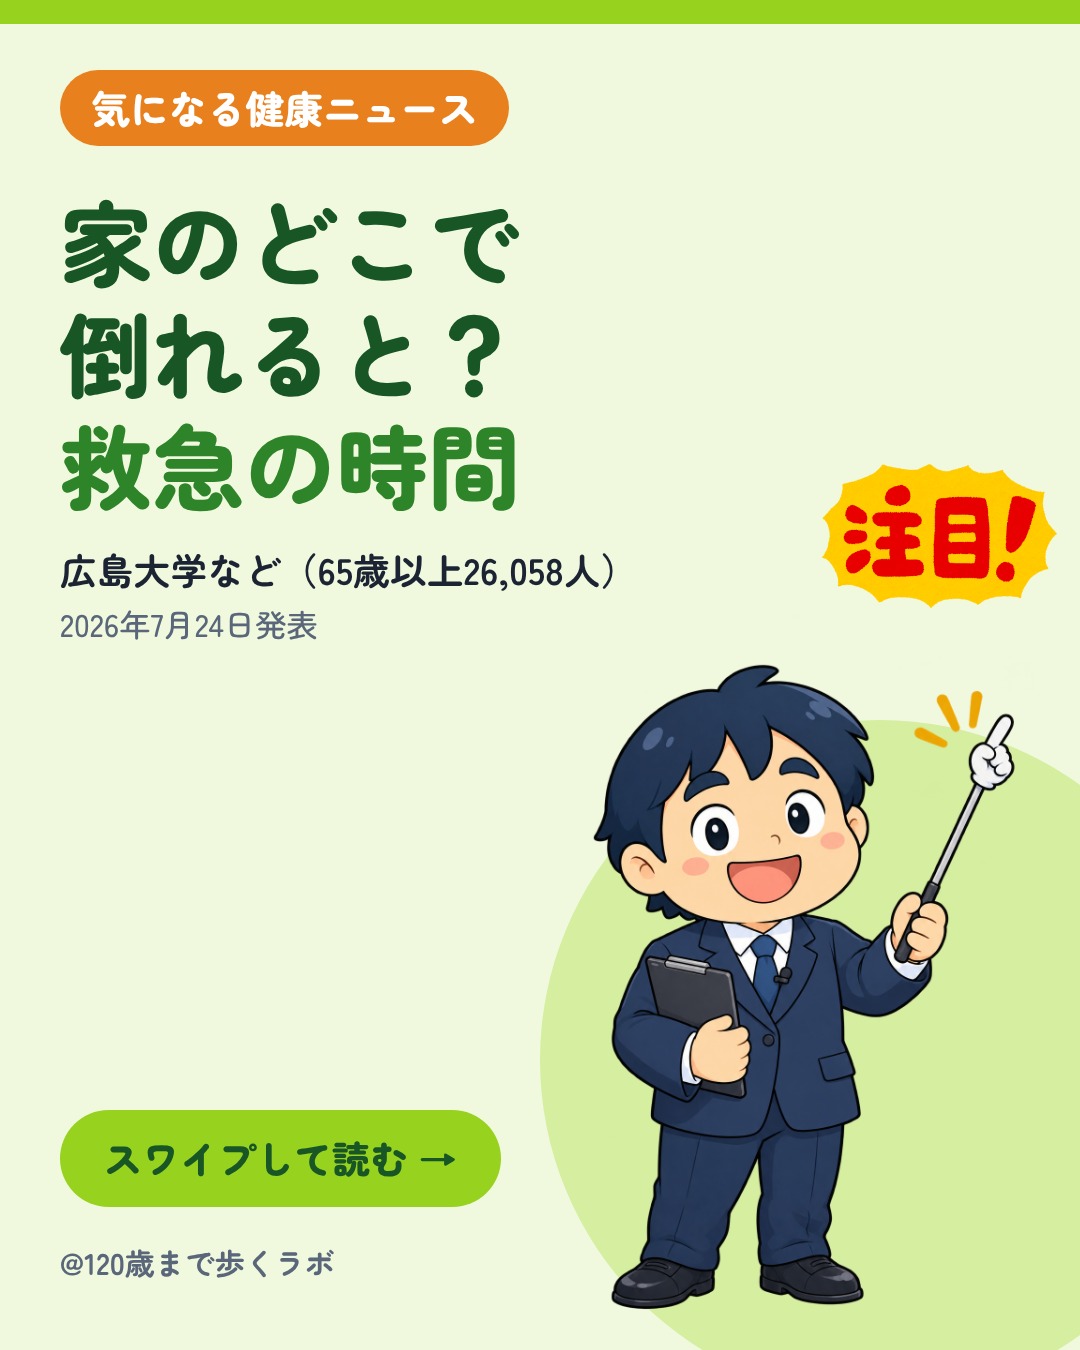 気になる健康ニュース
家のどこで
倒れると？
救急の時間
広島大学など（65歳以上26,058人）
2026年7月24日発表
注目!
スワイプして読む →
@120歳まで歩くラボ